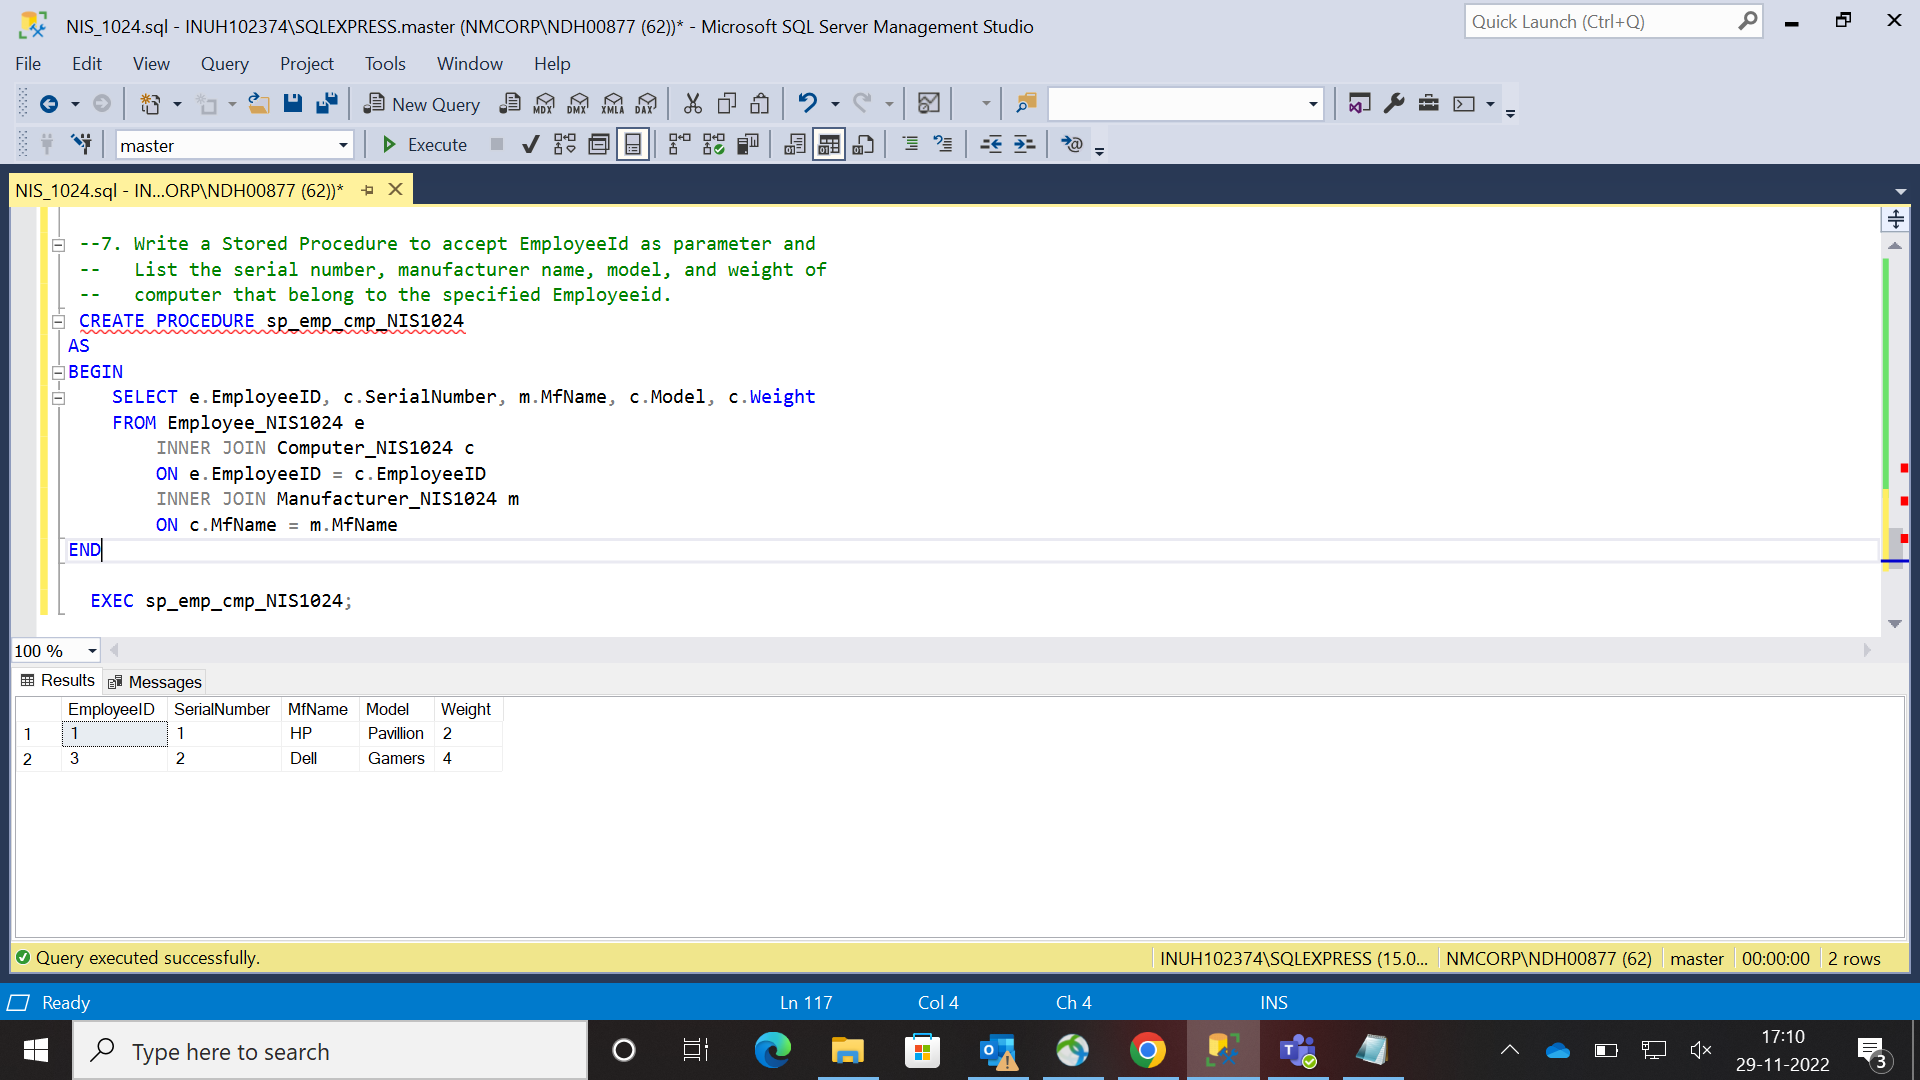 NIS_1024.sql - INUH102374\SQLEXPRESS.master (NMCORP\NDH00877 (62))* - Microsoft SQL Server Management Studio
Quick Launch (Ctrl+Q)
File Edit View Query Project Tools Window Help
New Query MDX DMX XMLA DAX
master Execute
NIS_1024.sql - IN...ORP\NDH00877 (62))*
--7. Write a Stored Procedure to accept EmployeeId as parameter and
--   List the serial number, manufacturer name, model, and weight of
--   computer that belong to the specified Employeeid.
CREATE PROCEDURE sp_emp_cmp_NIS1024
AS
BEGIN
    SELECT e.EmployeeID, c.SerialNumber, m.MfName, c.Model, c.Weight
    FROM Employee_NIS1024 e
        INNER JOIN Computer_NIS1024 c
        ON e.EmployeeID = c.EmployeeID
        INNER JOIN Manufacturer_NIS1024 m
        ON c.MfName = m.MfName
END
  EXEC sp_emp_cmp_NIS1024;
100 %
Results Messages
EmployeeID SerialNumber MfName Model Weight
1 1 1 HP Pavillion 2
2 3 2 Dell Gamers 4
Query executed successfully.
INUH102374\SQLEXPRESS (15.0... NMCORP\NDH00877 (62) master 00:00:00 2 rows
Ready Ln 117 Col 4 Ch 4 INS
Type here to search
17:10
29-11-2022
3